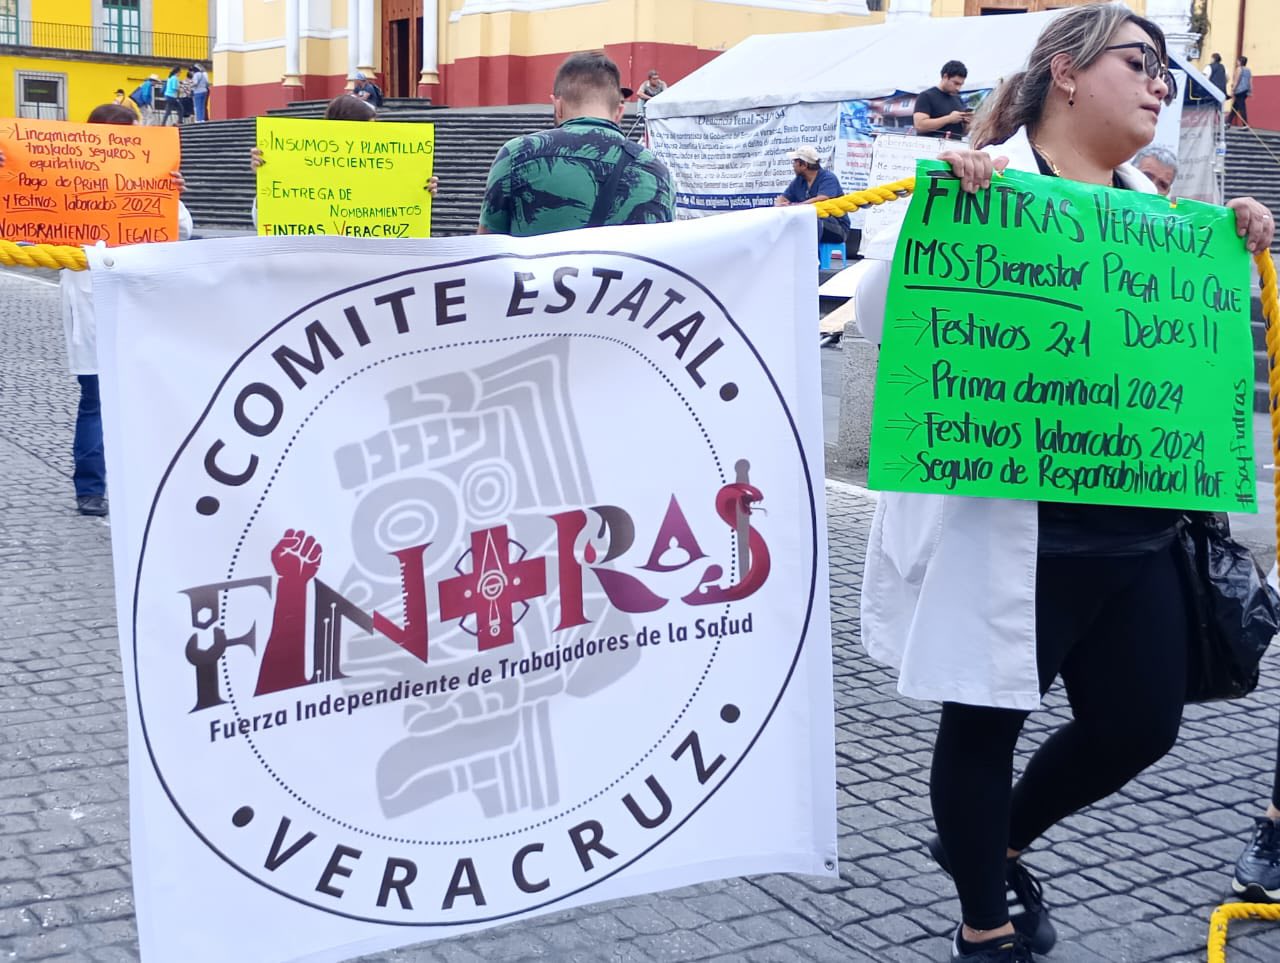 →Lineamientos para
traslados seguros y
equitativos
→Pago de PRIMA DOMINICAL
y Festivos laborados 2024
NOMBRAMIENTOS LEGALES
→INSUMOS Y PLANTILLAS
SUFICIENTES
→ENTREGA DE
NOMBRAMIENTOS
FINTRAS VERACRUZ
COMITE ESTATAL
FINTRAS
Fuerza Independiente de Trabajadores de la Salud
VERACRUZ
FINTRAS VERACRUZ
IMSS-Bienestar PAGA LO QUE
Debes!!
⇒Festivos 2x1
⇒Prima dominical 2024
⇒Festivos laborados 2024
⇒Seguro de Responsabilidad Prof.
#SoyFintras